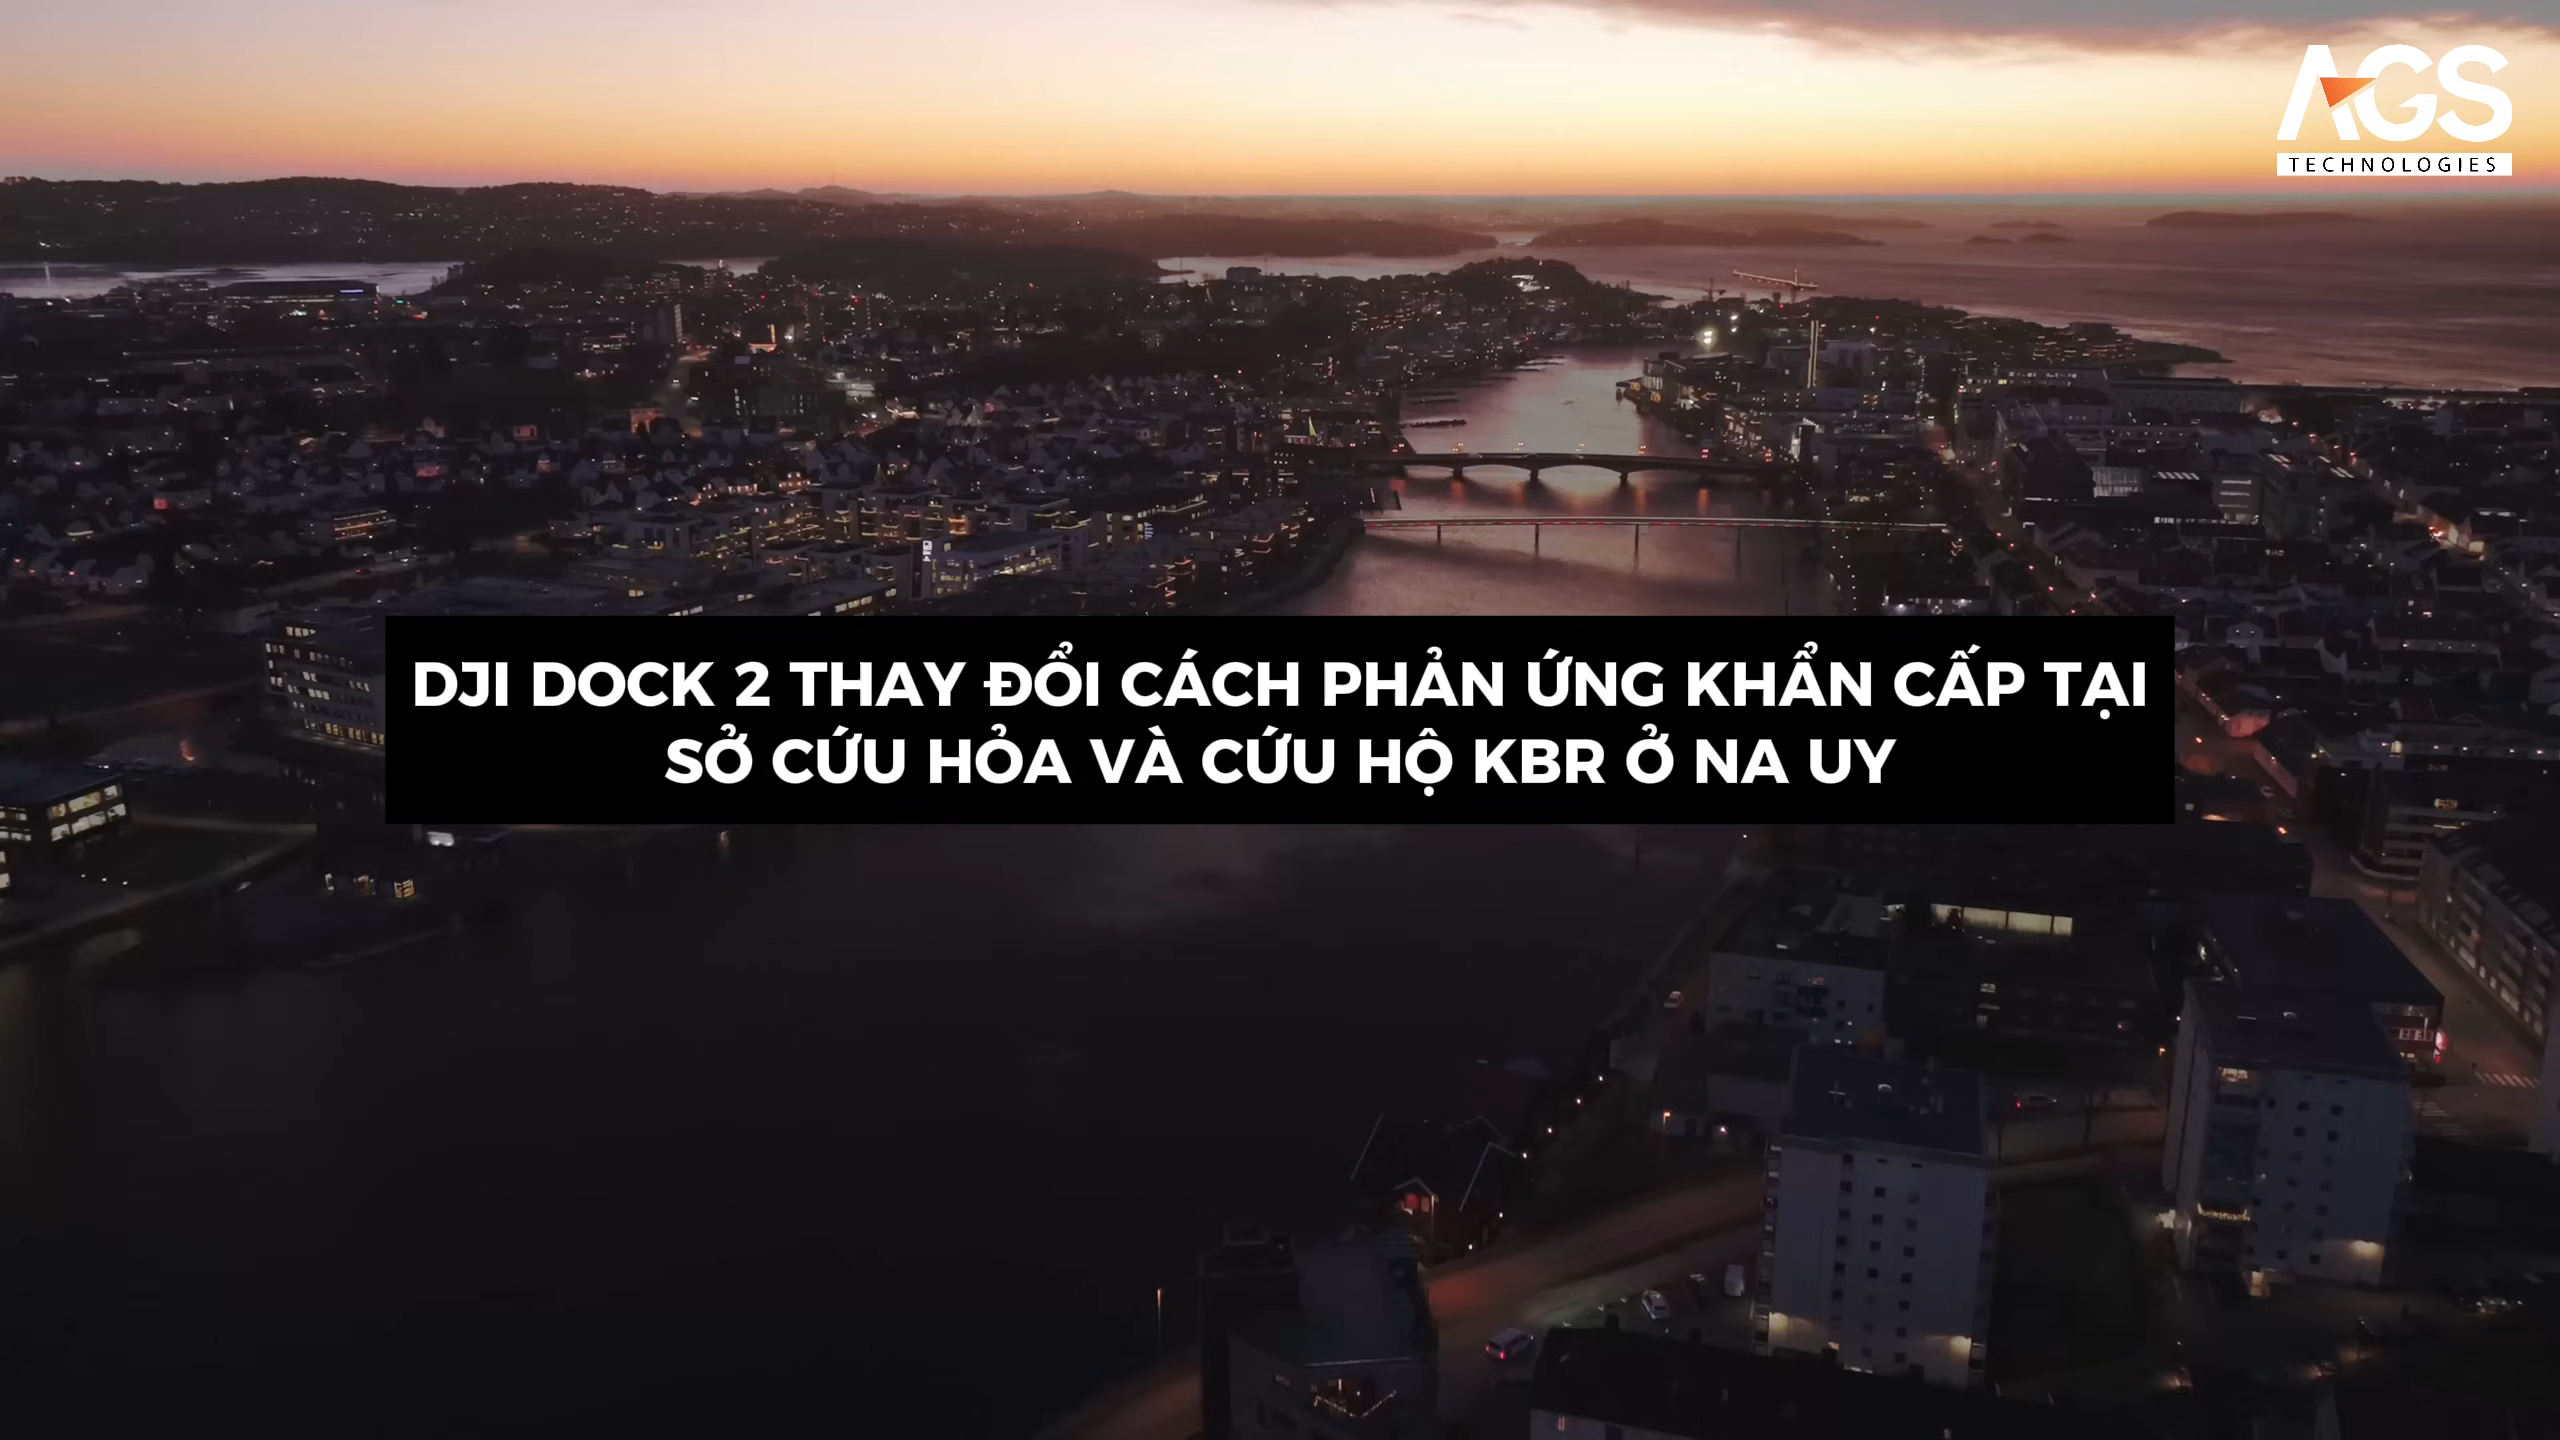 AGS
TECHNOLOGIES
DJI DOCK 2 THAY ĐỔI CÁCH PHẢN ỨNG KHẨN CẤP TẠI
SỞ CỨU HỎA VÀ CỨU HỘ KBR Ở NA UY